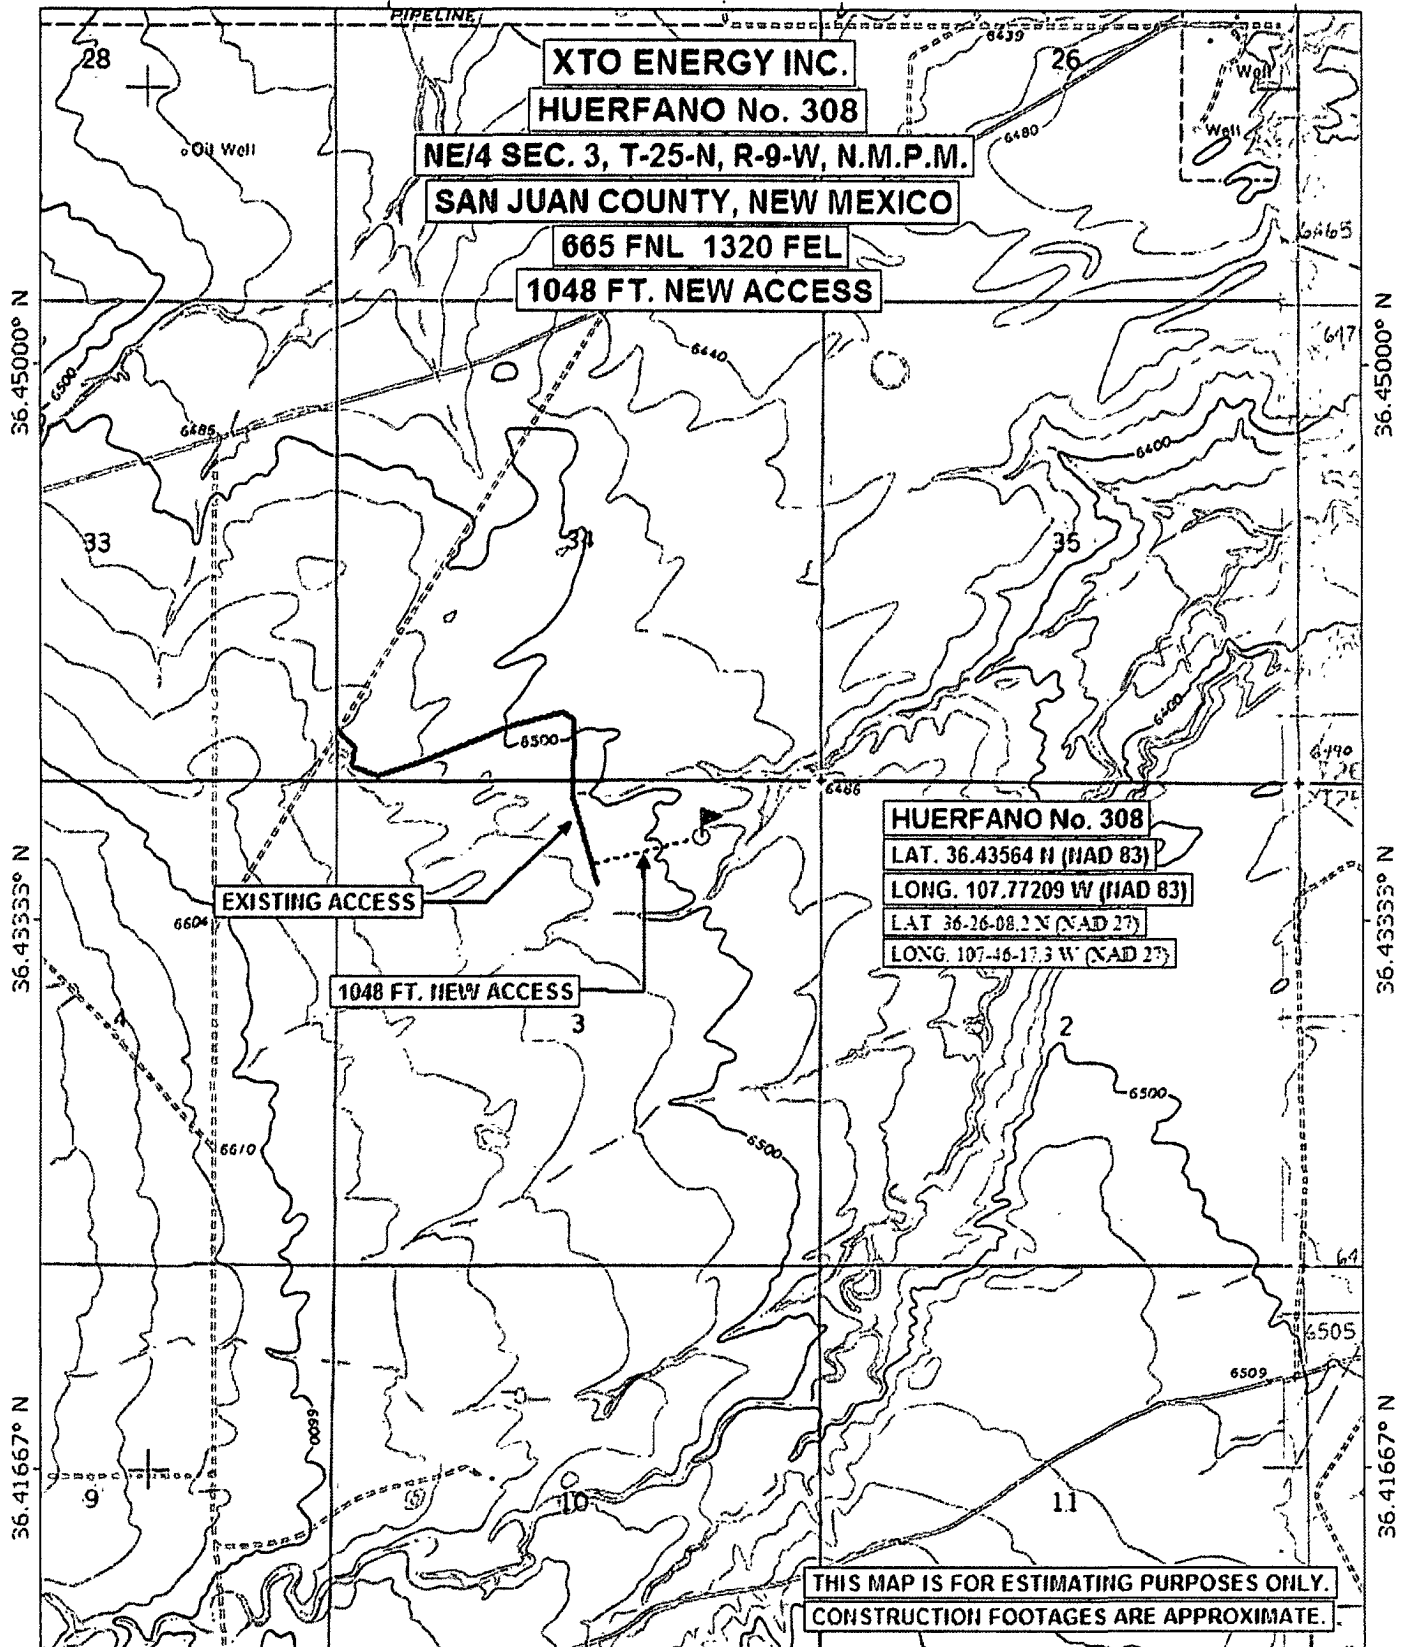 PIPELINE
28
6439
26
XTO ENERGY INC.
HUERFANO No. 308
NE/4 SEC. 3, T-25-N, R-9-W, N.M.P.M.
SAN JUAN COUNTY, NEW MEXICO
665 FNL 1320 FEL
1048 FT. NEW ACCESS
Well
Well
Oil Well
6480
6465
36.45000° N
36.45000° N
6500
6440
6485
6400
33
34
35
6400
6500
6490
6486
HUERFANO No. 308
LAT. 36.43564 N (NAD 83)
LONG. 107.77209 W (NAD 83)
LAT 36-26-08.2 N (NAD 27)
LONG. 107-46-17.3 W (NAD 27)
36.43333° N
36.43333° N
EXISTING ACCESS
6604
1048 FT. NEW ACCESS
4
3
2
6500
6610
6500
64
6505
6509
6600
36.41667° N
36.41667° N
9
10
11
THIS MAP IS FOR ESTIMATING PURPOSES ONLY.
CONSTRUCTION FOOTAGES ARE APPROXIMATE.